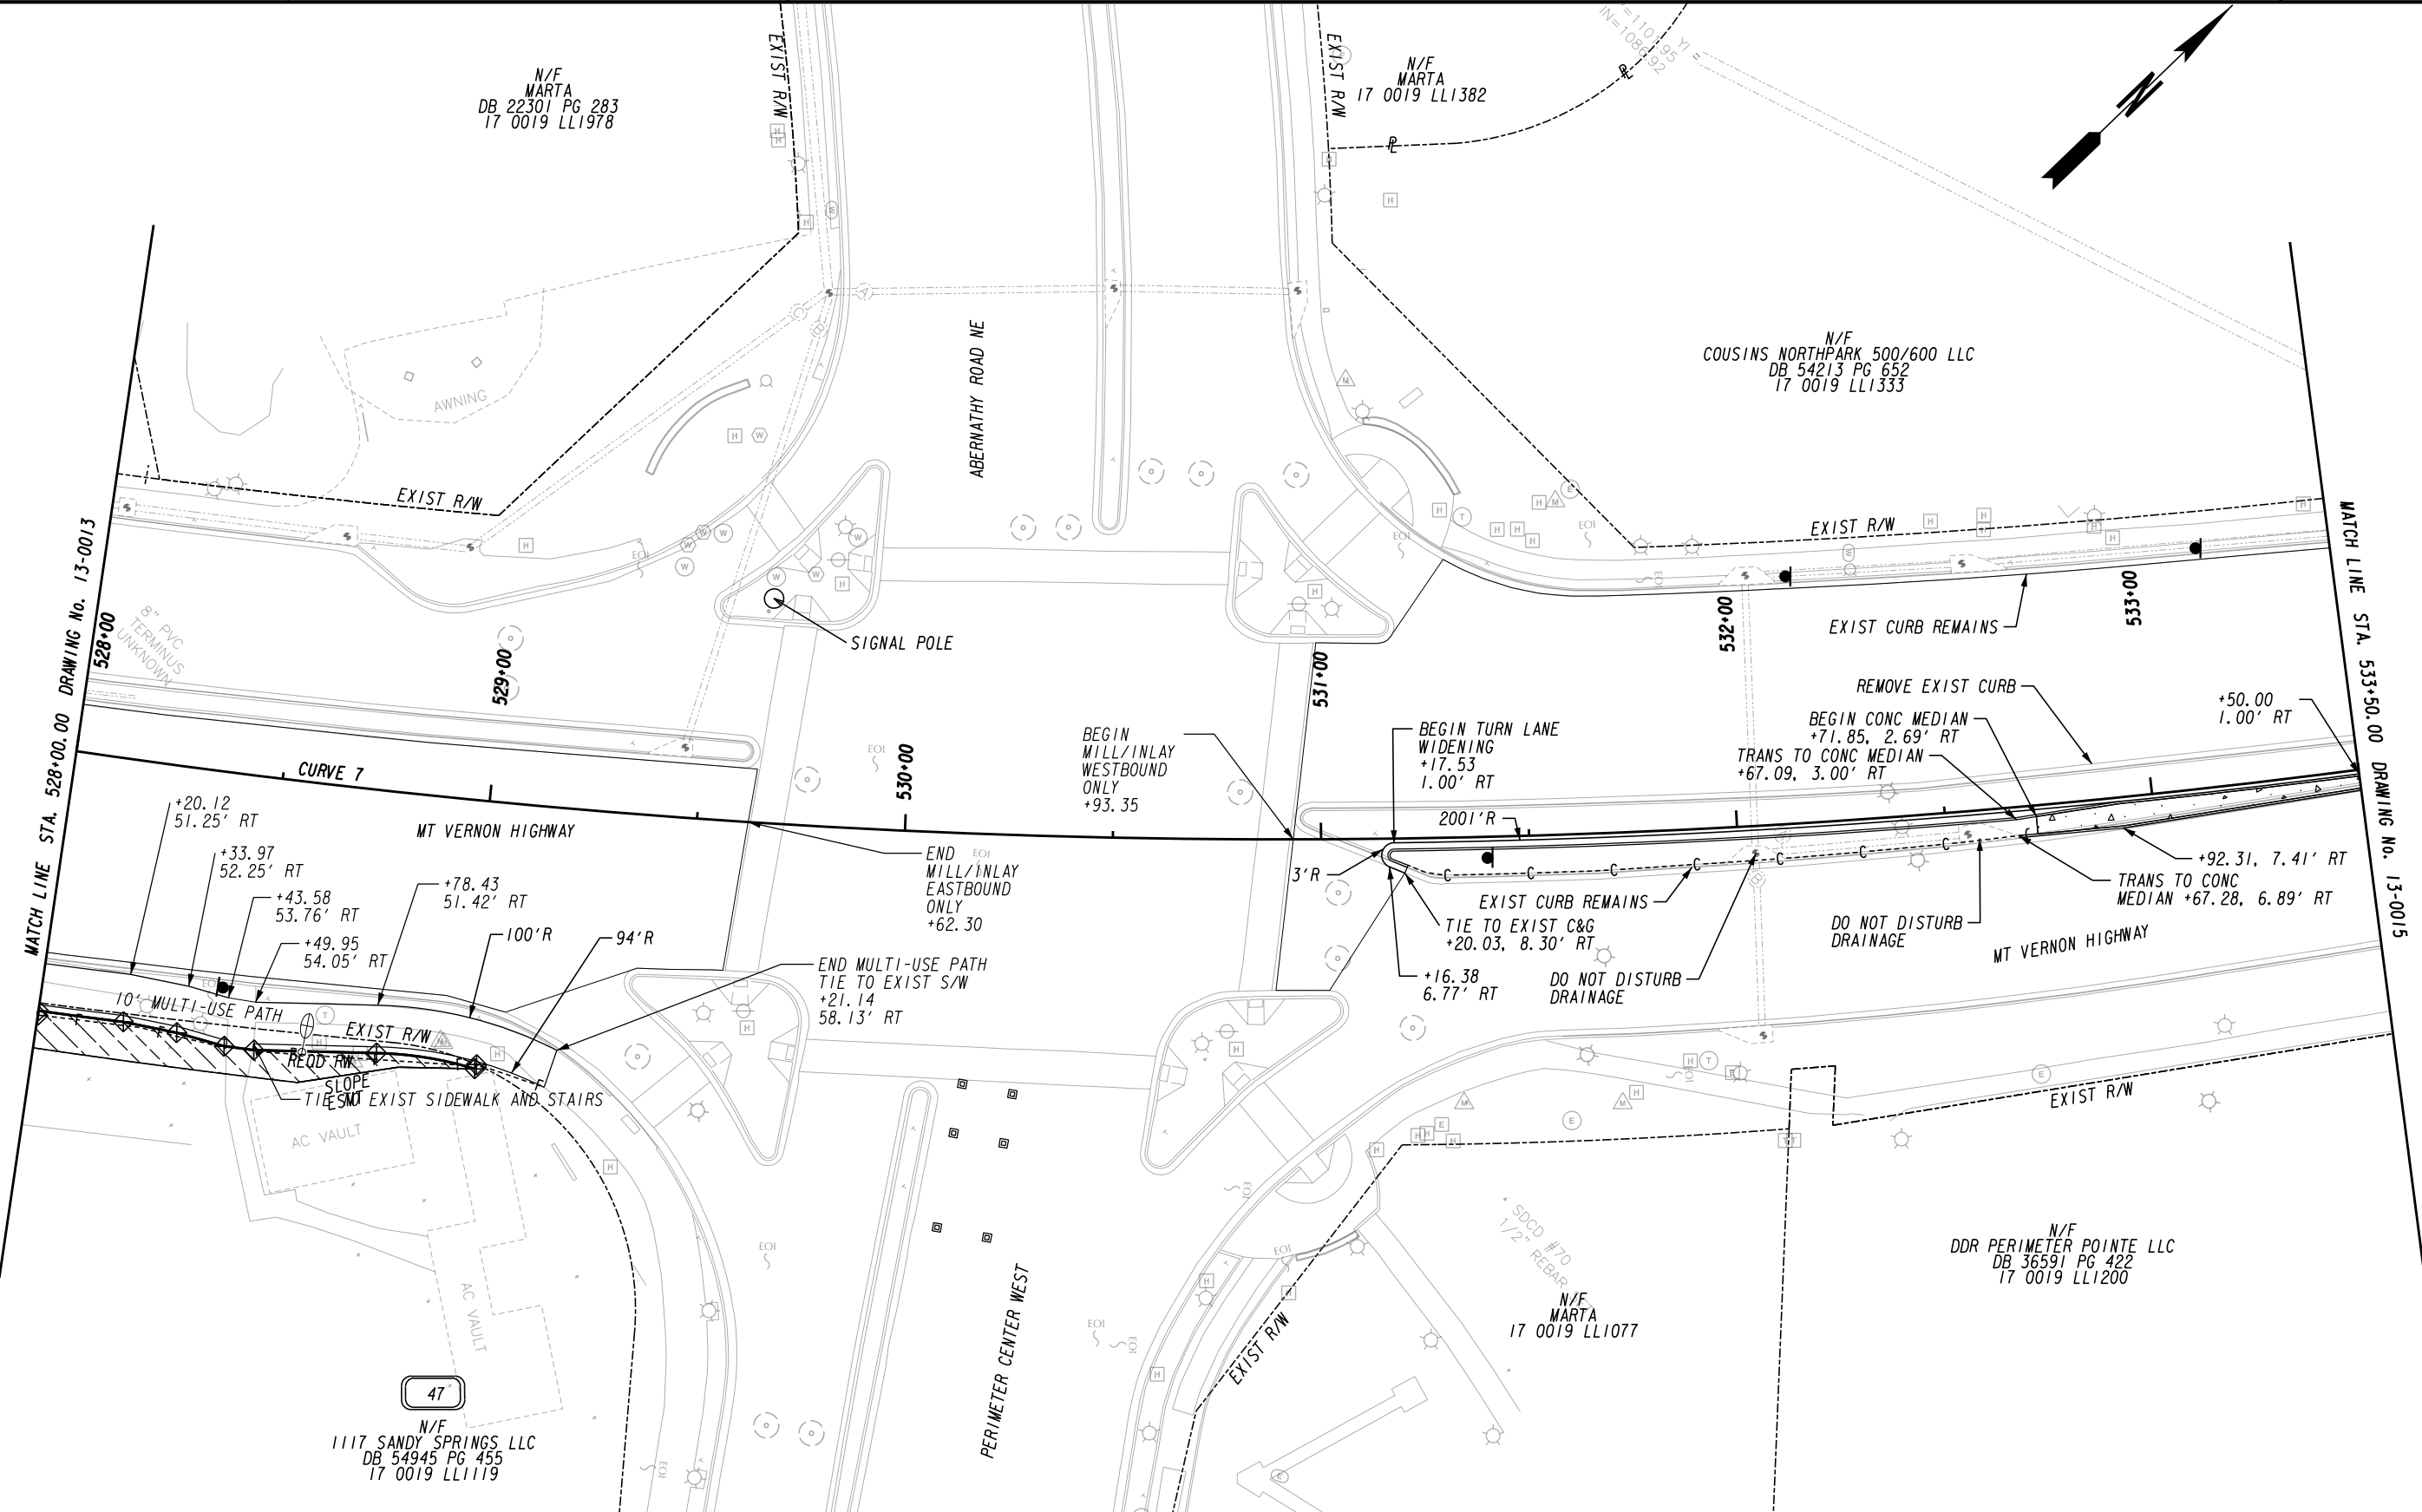 N/F
MARTA
DB 22301 PG 283
17 0019 LL1978
EXIST R/W
EXIST R/W
N/F
MARTA
17 0019 LL1382
IN=1086.92
N
N/F
COUSINS NORTHPARK 500/600 LLC
DB 54213 PG 652
17 0019 LL1333
AWNING
ABERNATHY ROAD NE
EXIST R/W
EXIST R/W
MATCH LINE STA. 528+00.00 DRAWING No. 13-0013
528+00
8" PVC
TERMINUS
UNKNOWN
529+00
530+00
531+00
532+00
533+00
SIGNAL POLE
EXIST CURB REMAINS
MATCH LINE STA. 533+50.00 DRAWING No. 13-0015
REMOVE EXIST CURB
+50.00
1.00' RT
BEGIN CONC MEDIAN
+71.85, 2.69' RT
TRANS TO CONC MEDIAN
+67.09, 3.00' RT
BEGIN
MILL/INLAY
WESTBOUND
ONLY
+93.35
BEGIN TURN LANE
WIDENING
+17.53
1.00' RT
2001'R
CURVE 7
MT VERNON HIGHWAY
+20.12
51.25' RT
+33.97
52.25' RT
+43.58
53.76' RT
+49.95
54.05' RT
+78.43
51.42' RT
100'R
94'R
END
MILL/INLAY
EASTBOUND
ONLY
+62.30
3'R
EXIST CURB REMAINS
TIE TO EXIST C&G
+20.03, 8.30' RT
+16.38
6.77' RT
DO NOT DISTURB
DRAINAGE
DO NOT DISTURB
DRAINAGE
+92.31, 7.41' RT
TRANS TO CONC
MEDIAN +67.28, 6.89' RT
MT VERNON HIGHWAY
END MULTI-USE PATH
TIE TO EXIST S/W
+21.14
58.13' RT
10' MULTI-USE PATH
EXIST R/W
REQD RW
SLOPE
ESMT
TIE TO EXIST SIDEWALK AND STAIRS
AC VAULT
AC VAULT
EXIST R/W
EXIST R/W
SDCD #70
1/2" REBAR
PERIMETER CENTER WEST
N/F
MARTA
17 0019 LL1077
N/F
DDR PERIMETER POINTE LLC
DB 36591 PG 422
17 0019 LL1200
47
N/F
1117 SANDY SPRINGS LLC
DB 54945 PG 455
17 0019 LL1119